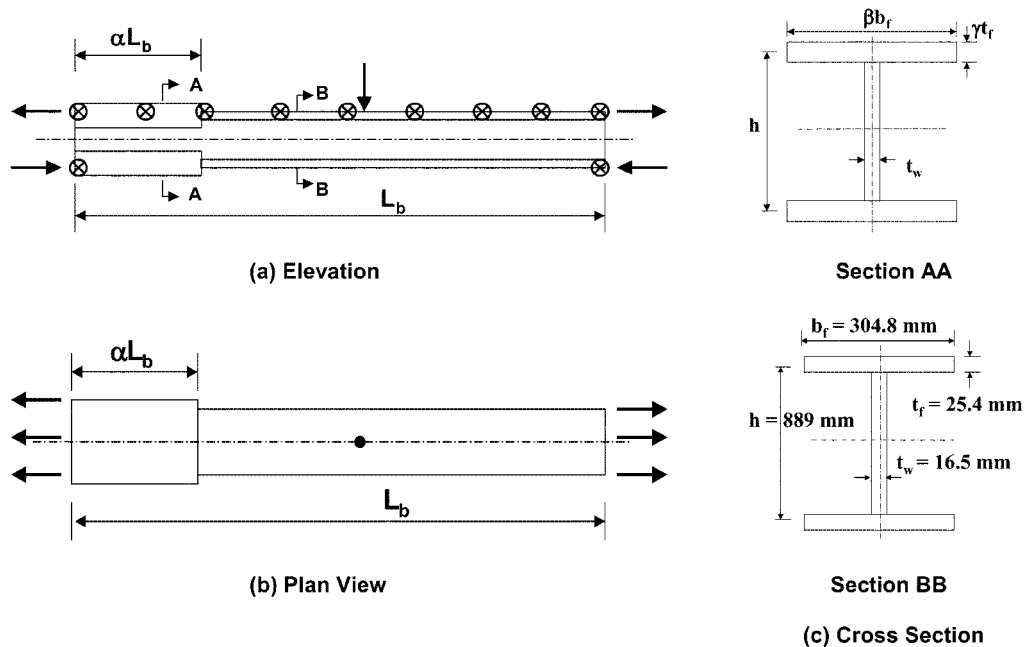 αL_b
A
B
A
B
L_b
(a) Elevation
βb_f
γt_f
h
t_w
Section AA
αL_b
L_b
(b) Plan View
b_f = 304.8 mm
t_f = 25.4 mm
h = 889 mm
t_w = 16.5 mm
Section BB
(c) Cross Section